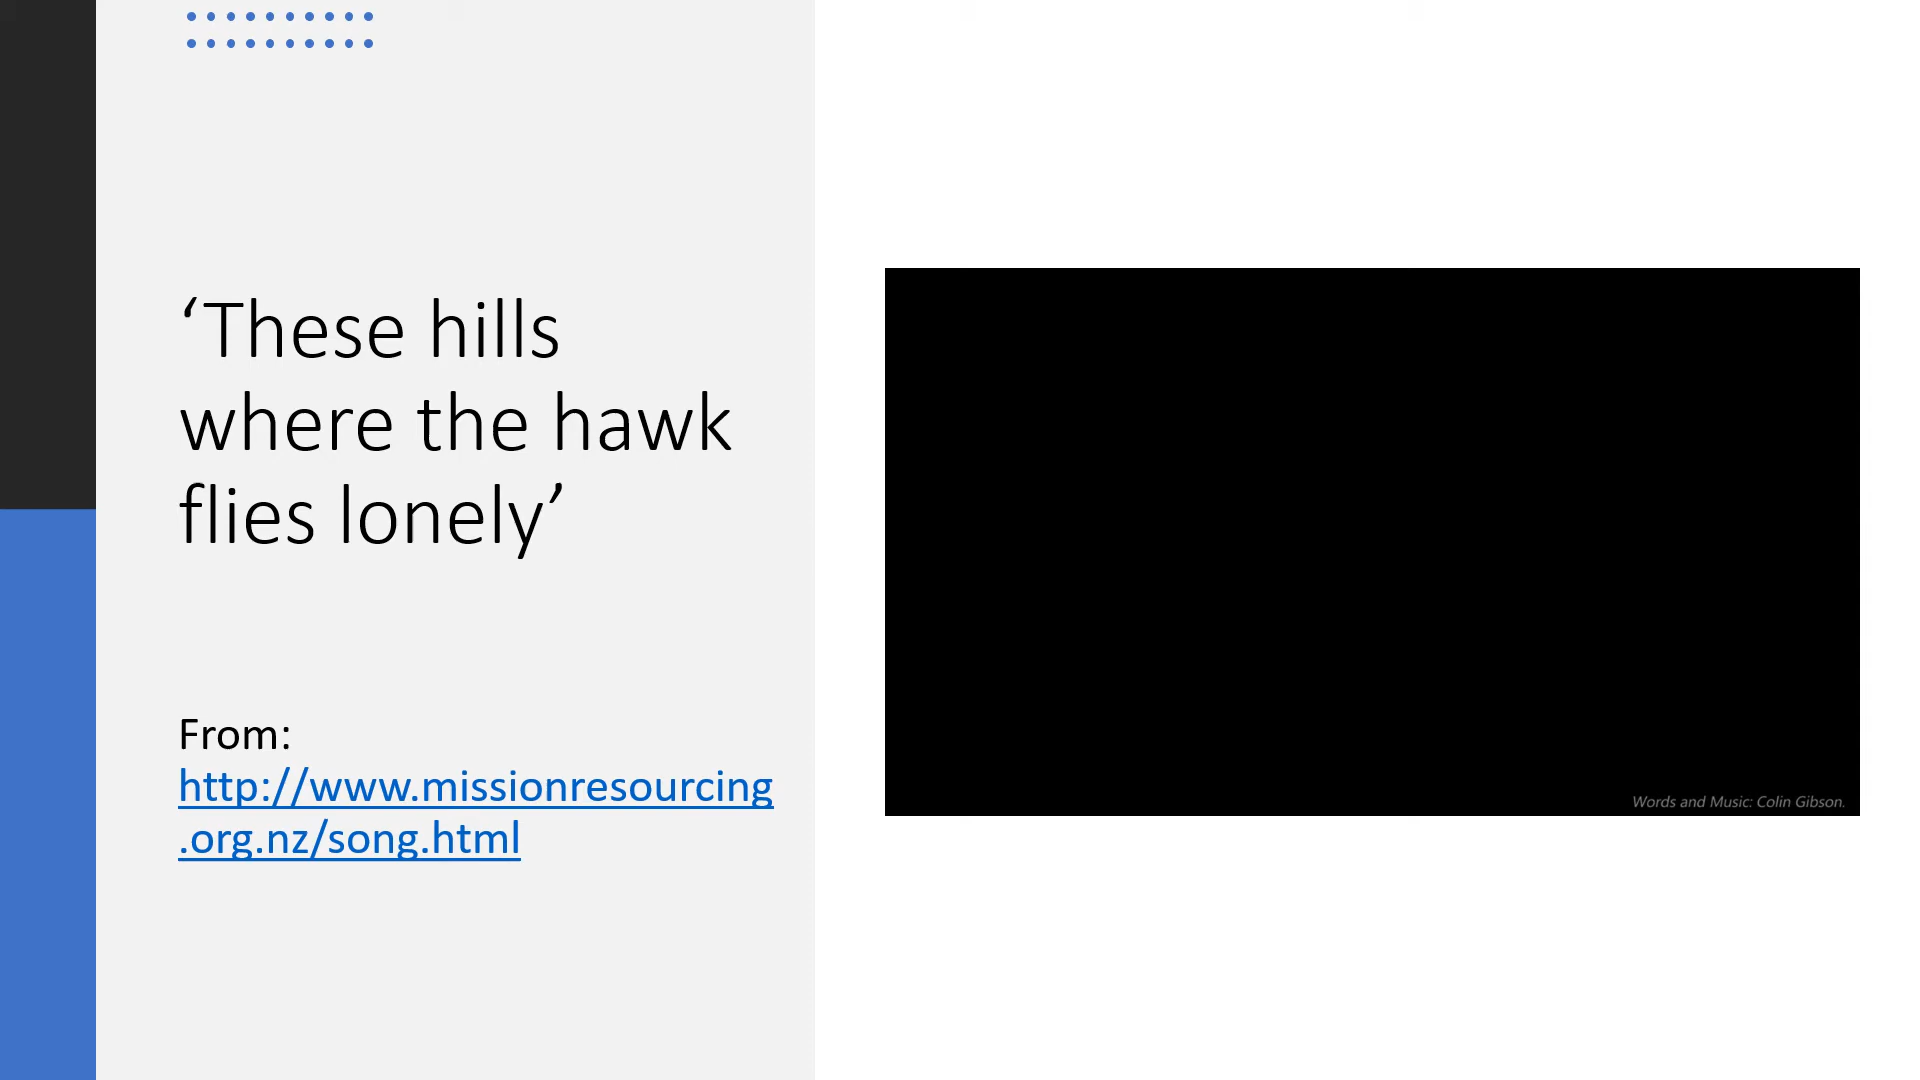 ‘These hills
where the hawk
flies lonely’
From:
http://www.missionresourcing
.org.nz/song.html
Words and Music: Colin Gibson.